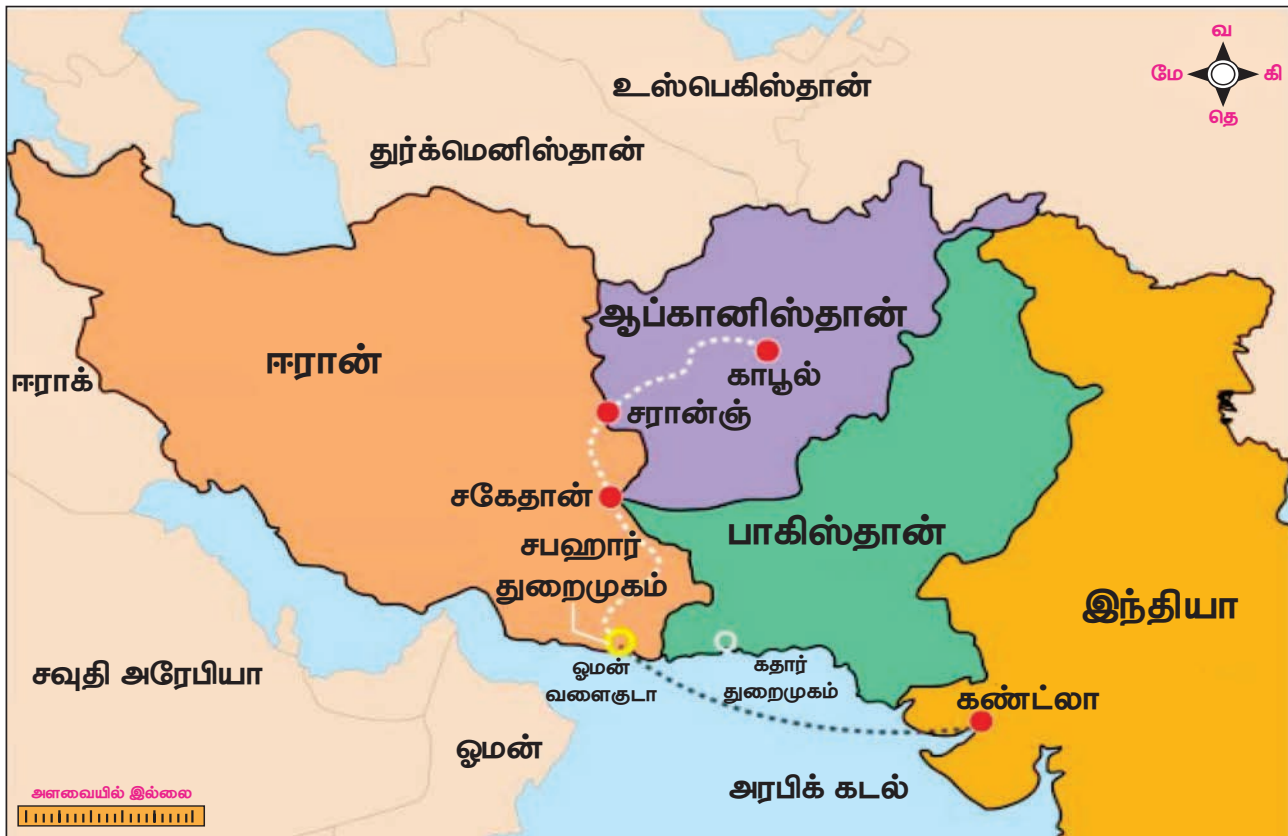 வ
மே
கி
தெ
உஸ்பெகிஸ்தான்
துர்க்மெனிஸ்தான்
ஆப்கானிஸ்தான்
காபூல்
ஈரான்
ஈராக்
சரான்ஞ்
சகேதான்
சபஹார்
துறைமுகம்
பாகிஸ்தான்
இந்தியா
ஓமன்
வளைகுடா
கதார்
துறைமுகம்
கண்ட்லா
சவுதி அரேபியா
ஓமன்
அரபிக் கடல்
அளவையில் இல்லை